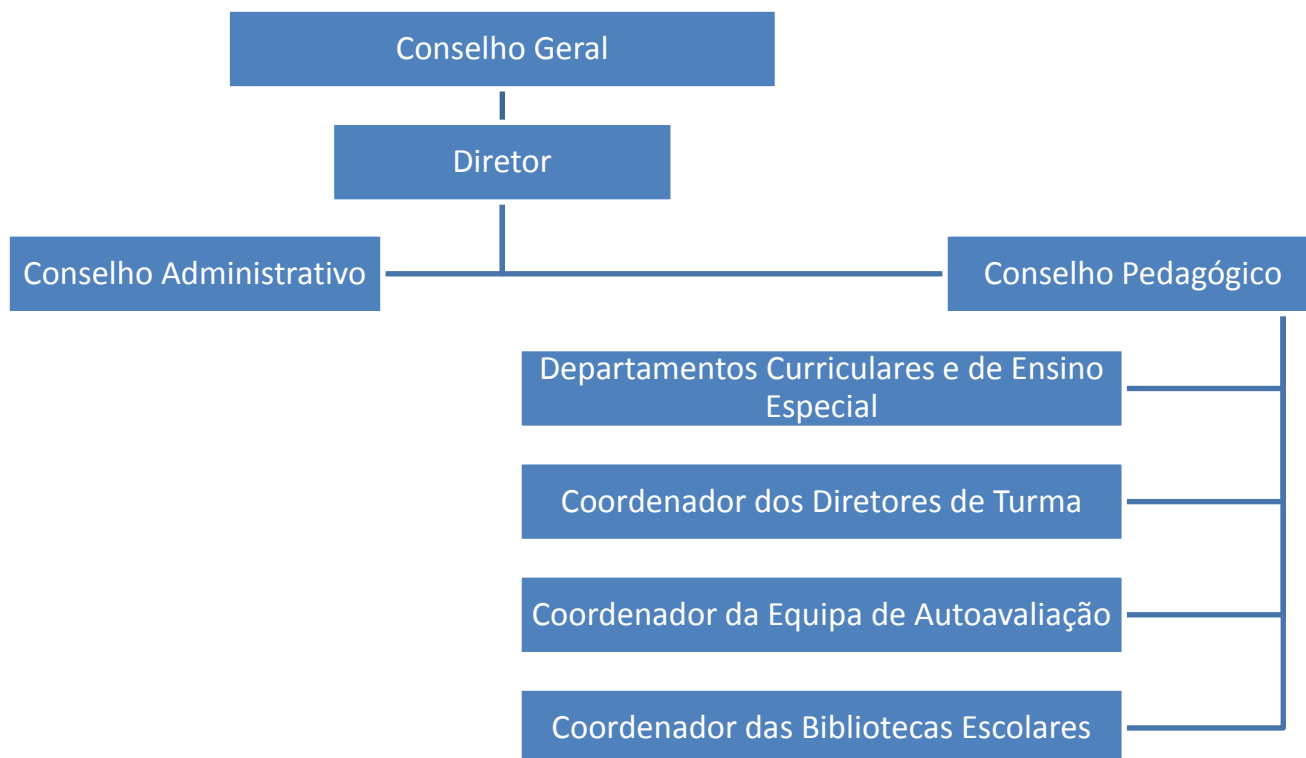 Conselho Geral
Diretor
Conselho Administrativo
Conselho Pedagógico
Departamentos Curriculares e de Ensino
Especial
Coordenador dos Diretores de Turma
Coordenador da Equipa de Autoavaliação
Coordenador das Bibliotecas Escolares